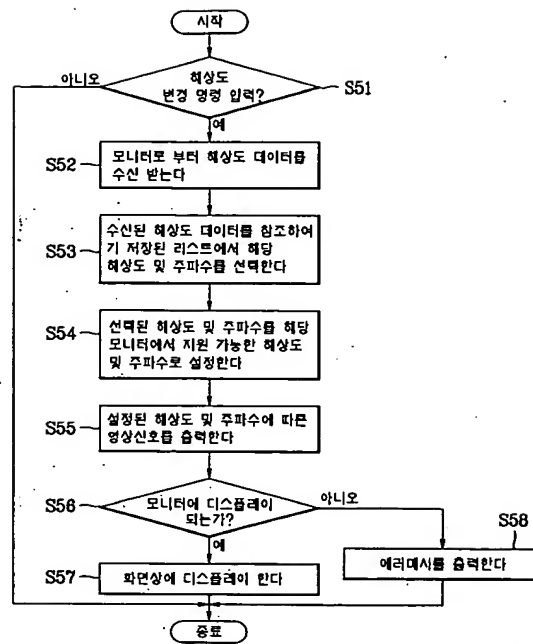 시작
아니오
해상도
변경 명령 입력?
S51
예
S52
모니터로 부터 해상도 데이터를
수신 받는다
S53
수신된 해상도 데이터를 참조하여
기 저장된 리스트에서 해당
해상도 및 주파수를 선택한다
S54
선택된 해상도 및 주파수를 해당
모니터에서 지원 가능한 해상도
및 주파수로 설정한다
S55
설정된 해상도 및 주파수에 따른
영상신호를 출력한다
S56
모니터에 디스플레이
되는가?
아니오
예
S58
S57
화면상에 디스플레이 한다
에러메시를 출력한다
종료